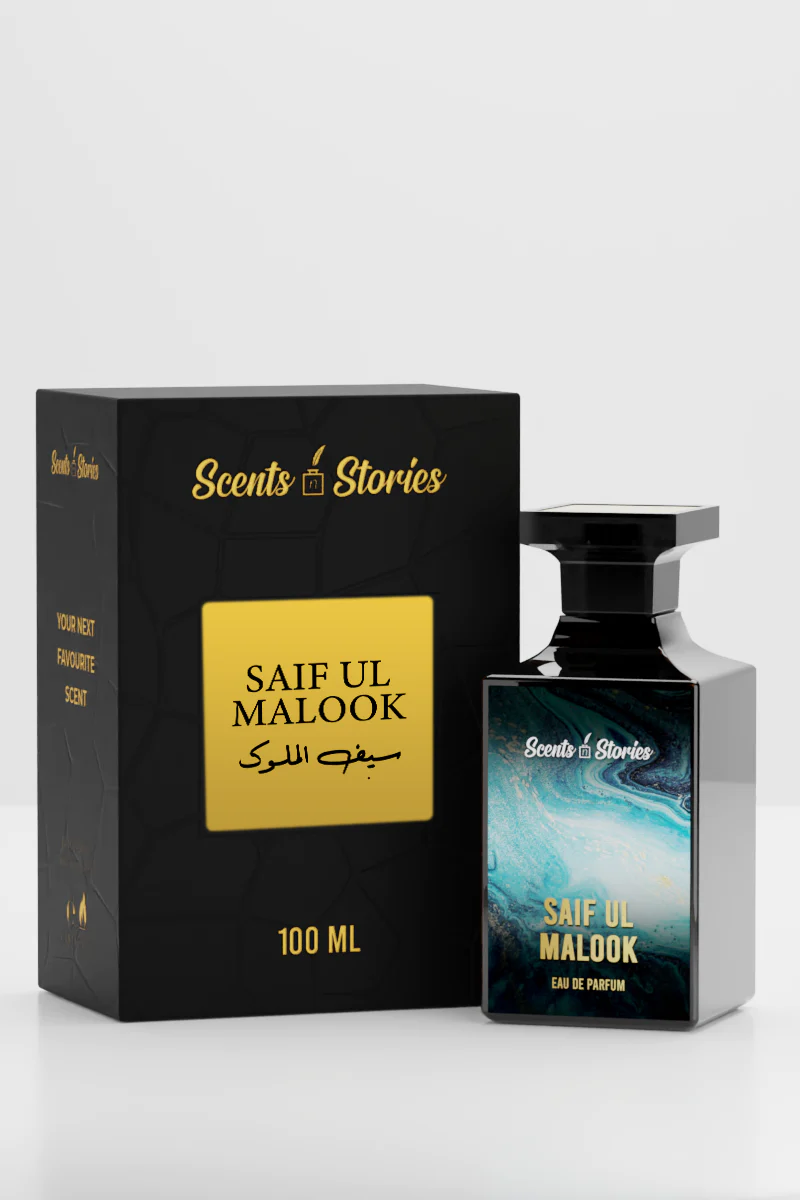 Scents n Stories
YOUR NEXT
FAVOURITE
SCENT
Scents n Stories
SAIF UL
MALOOK
سیف الملوک
100 ML
Scents n Stories
SAIF UL
MALOOK
EAU DE PARFUM